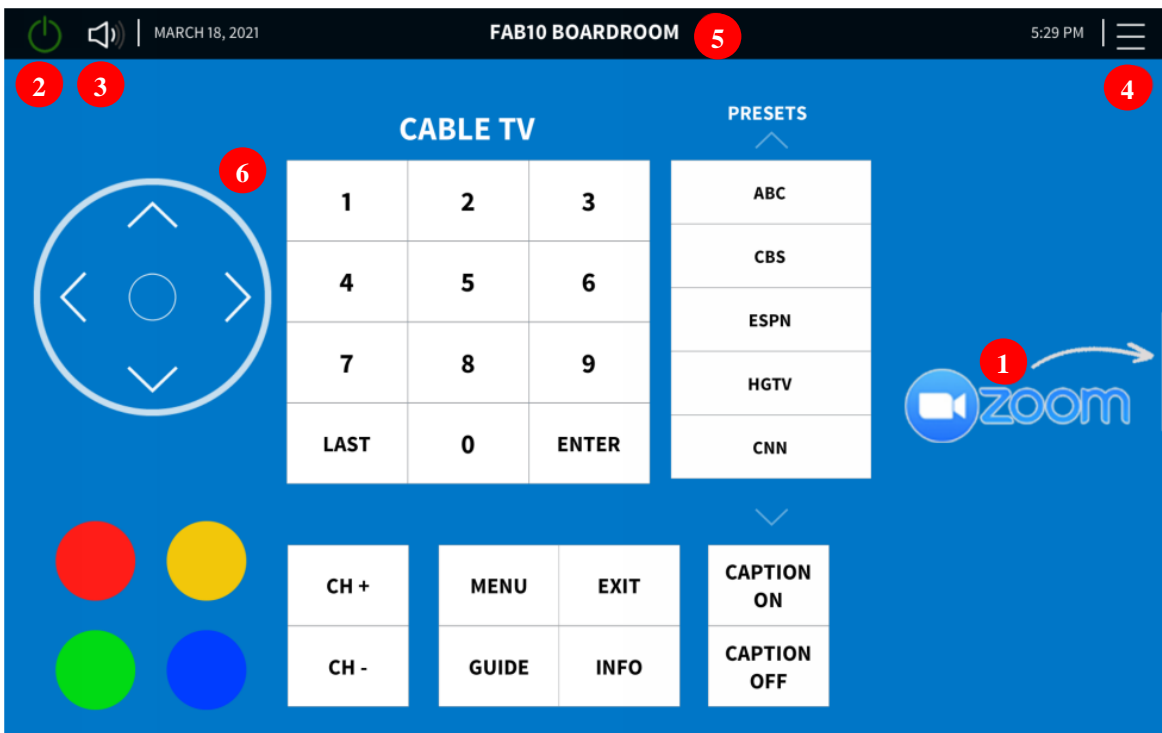 MARCH 18, 2021
FAB10 BOARDROOM
5
5:29 PM
2
3
4
CABLE TV
PRESETS
6
1 2 3
4 5 6
7 8 9
LAST 0 ENTER
ABC
CBS
ESPN
HGTV
CNN
1
zoom
CH +
CH -
MENU EXIT
GUIDE INFO
CAPTION
ON
CAPTION
OFF